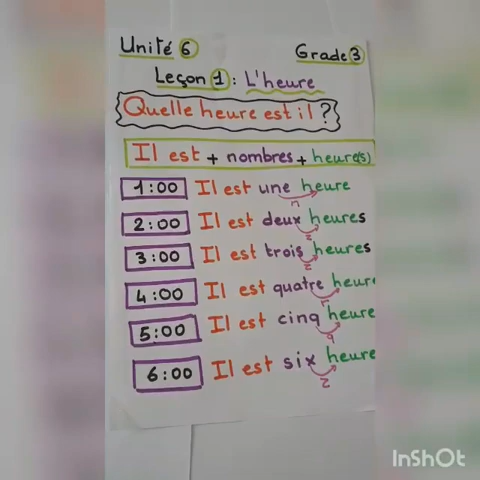 Unité 6
Grade 3
Leçon 1 : L'heure
Quelle heure est il ?
Il est + nombres + heure(s)
1:00 Il est une heure
n
2:00 Il est deux heures
z
3:00 Il est trois heures
z
4:00 Il est quatre heure
r
5:00 Il est cinq heure
k
6:00 Il est six heure
z
InShOt